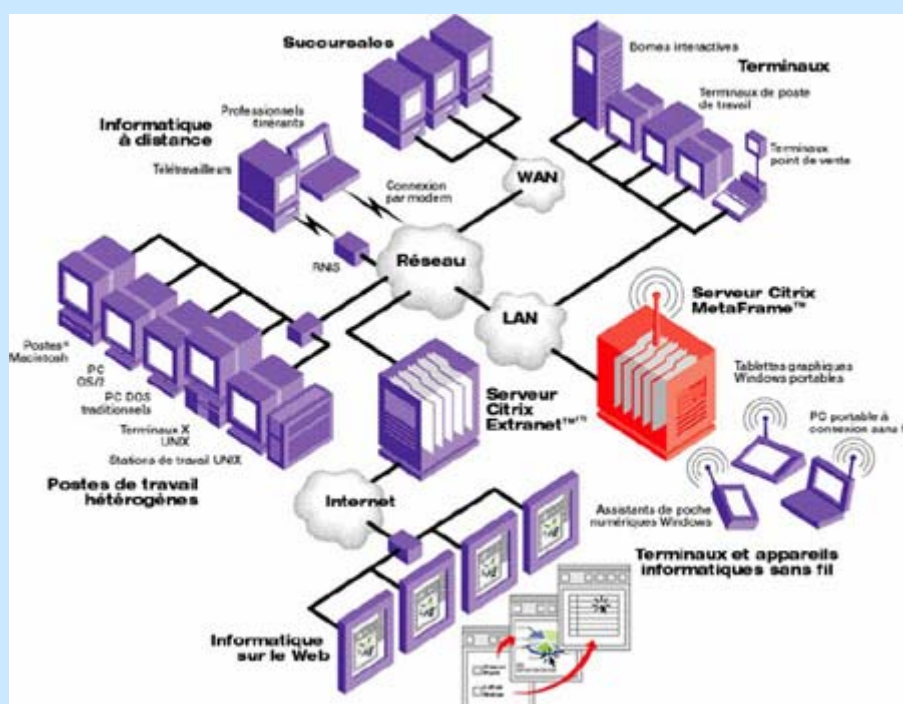 Succursales
Bornes interactives
Terminaux
Terminaux de poste
de travail
Terminaux
point de vente
Professionnels
itinérants
Informatique
à distance
Télétravailleurs
Connexion
par modem
WAN
RNIS
Réseau
LAN
Serveur Citrix
MetaFrame™
Postes*
Macintosh
PC
OS/2
PC DOS
traditionnels
Terminaux X
UNIX
Stations de travail UNIX
Postes de travail
hétérogènes
Serveur
Citrix
Extranet™
Internet
Tablettes graphiques
Windows portables
PC portable à
connexion sans f
Assistants de poche
numériques Windows
Terminaux et appareils
informatiques sans fil
Informatique
sur le Web